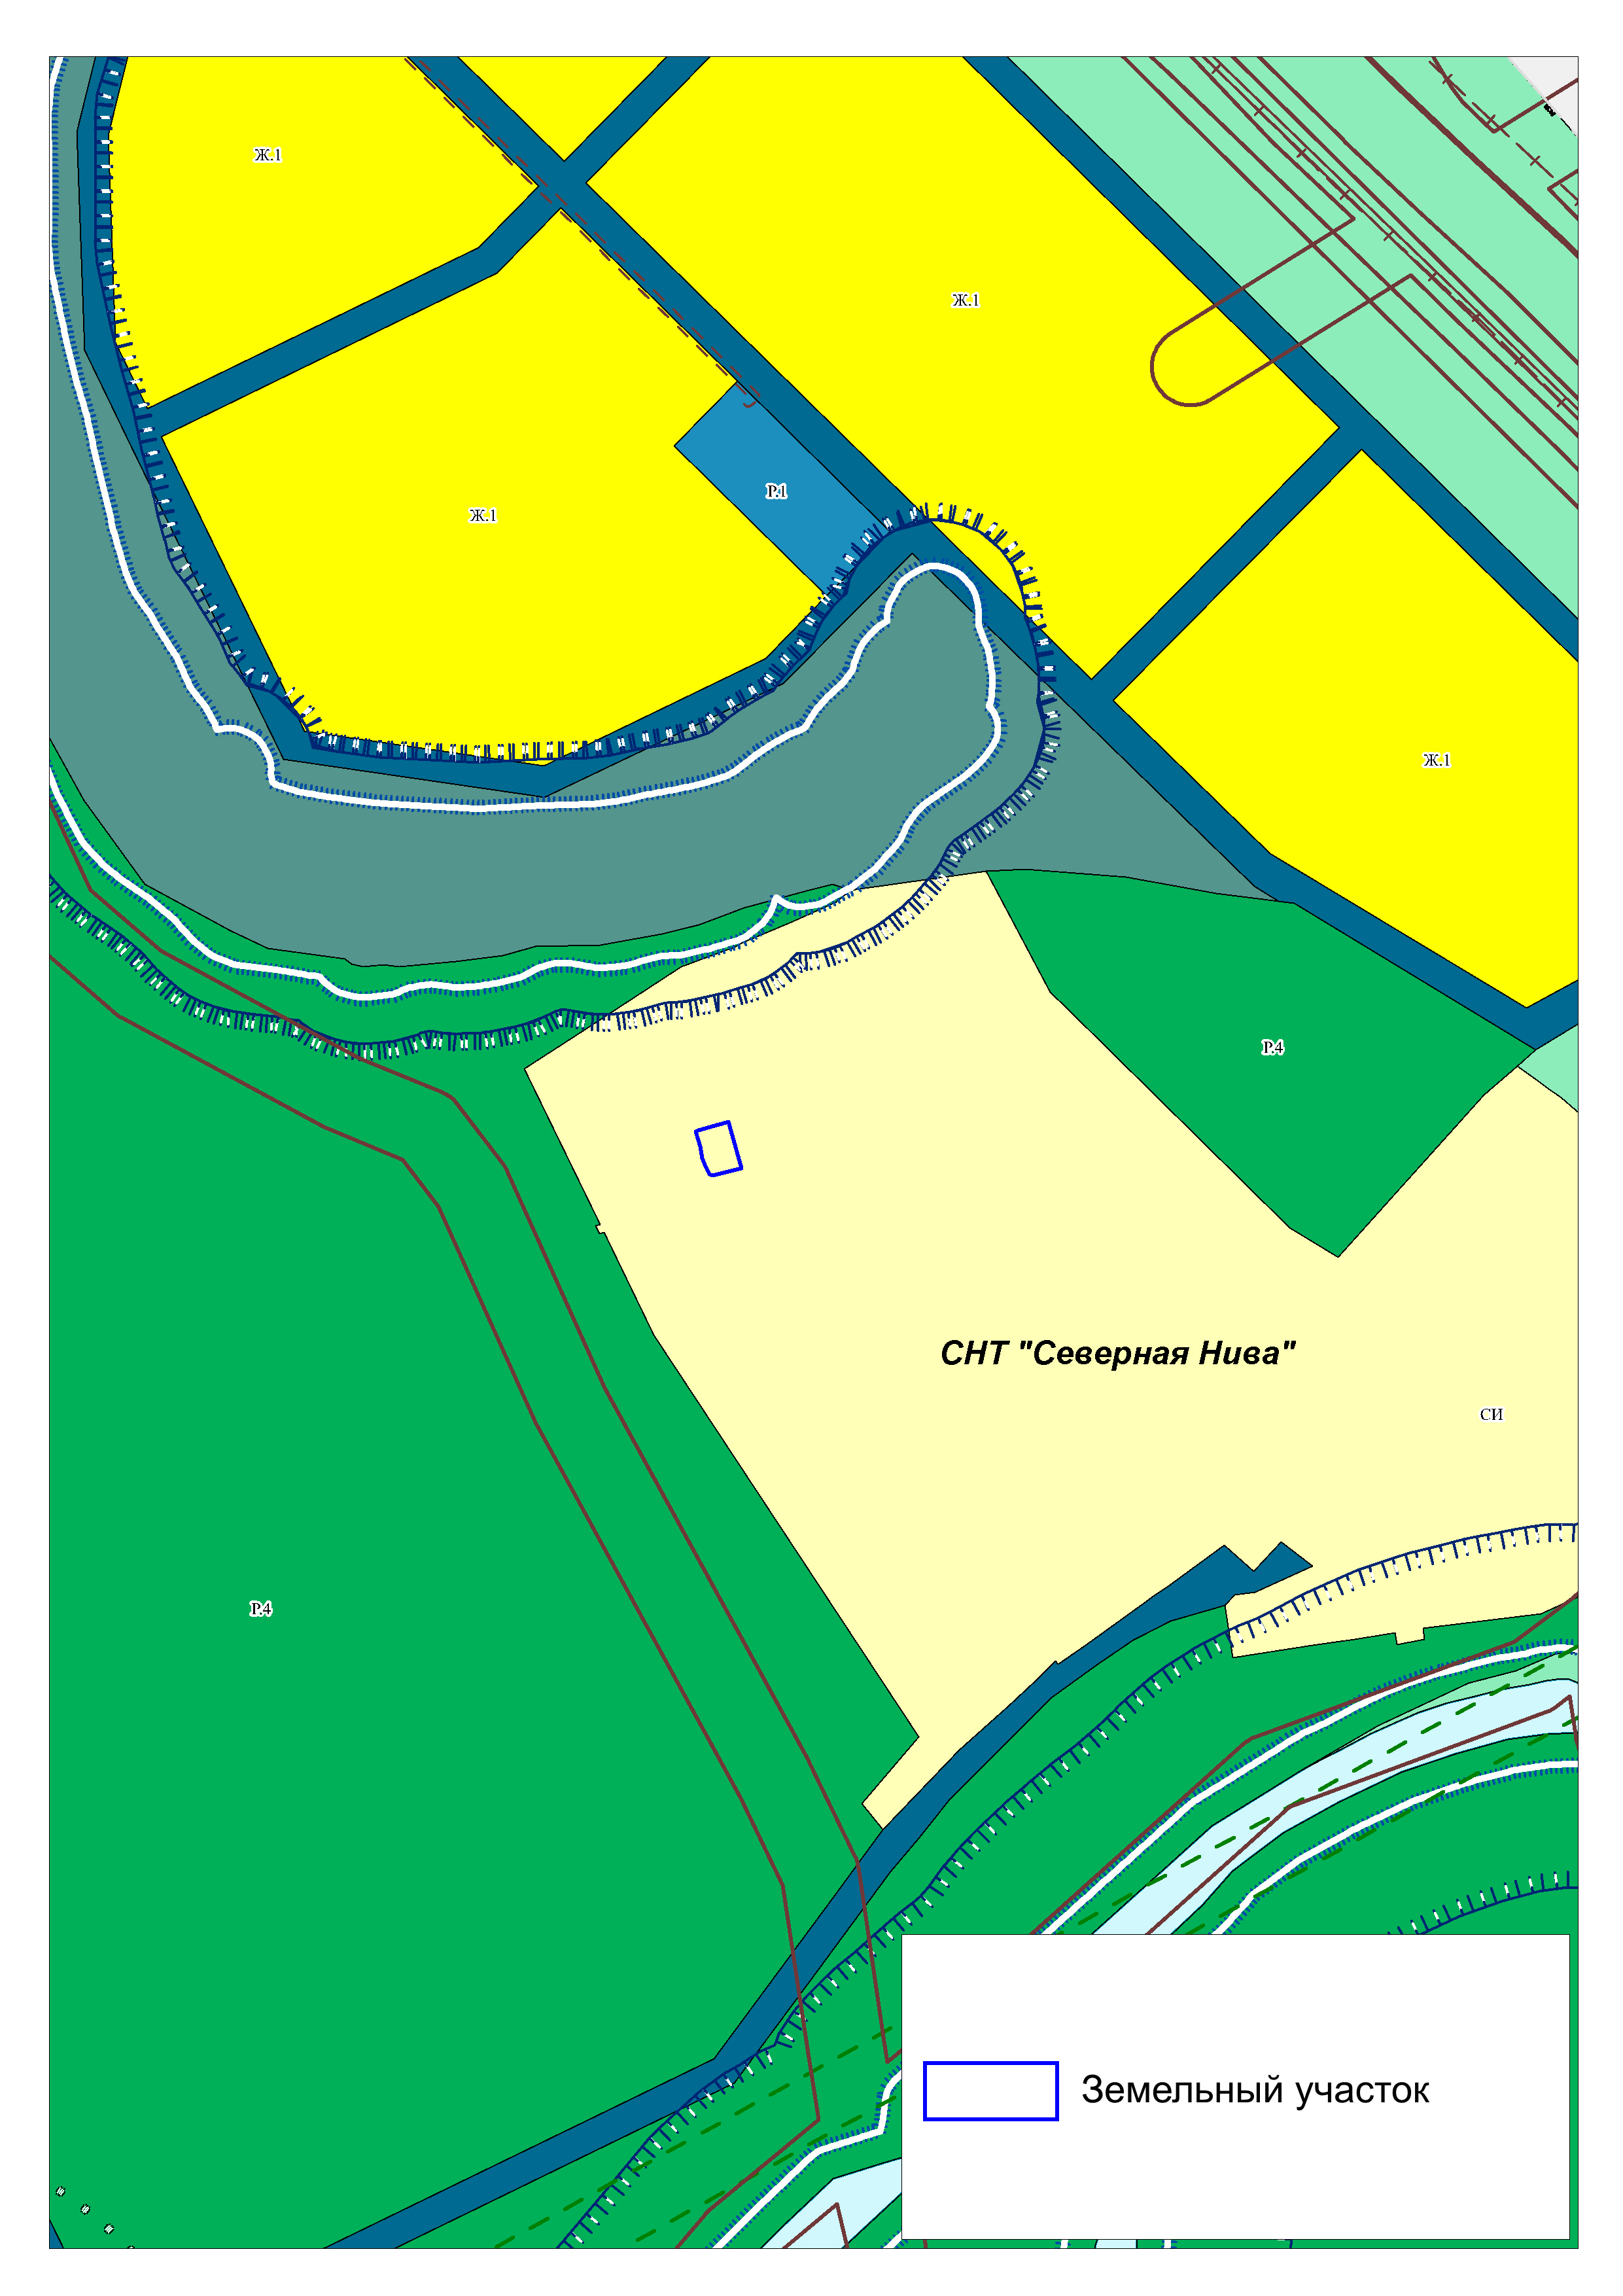 Ж.1
Ж.1
Р.1
Ж.1
Ж.1
Р.4
СНТ "Северная Нива"
СИ
Р.4
Земельный участок